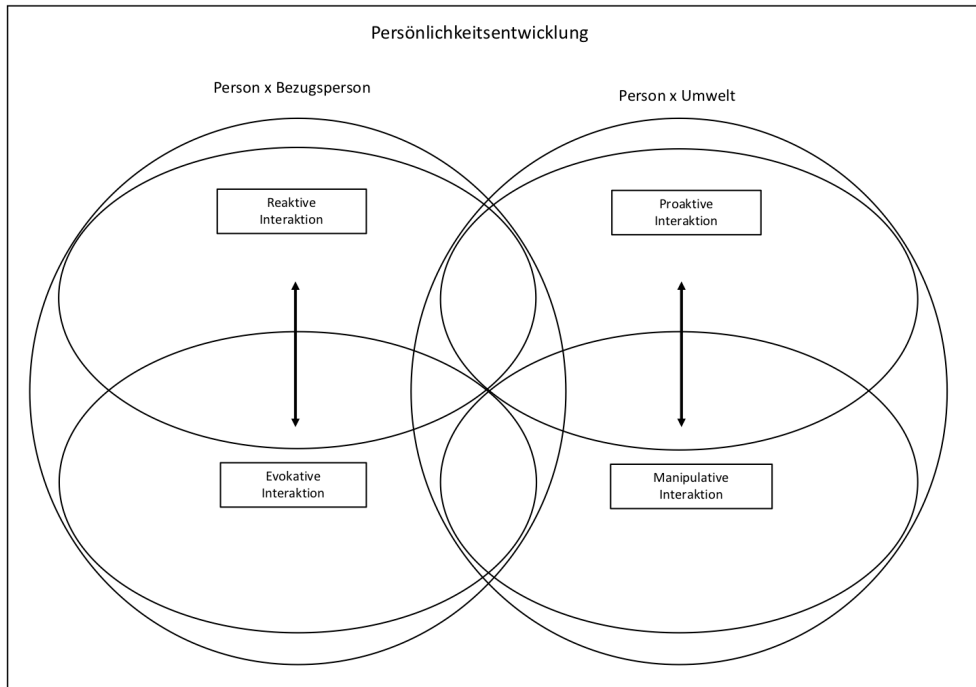 Persönlichkeitsentwicklung
Person x Bezugsperson
Person x Umwelt
Reaktive
Interaktion
Proaktive
Interaktion
Evokative
Interaktion
Manipulative
Interaktion